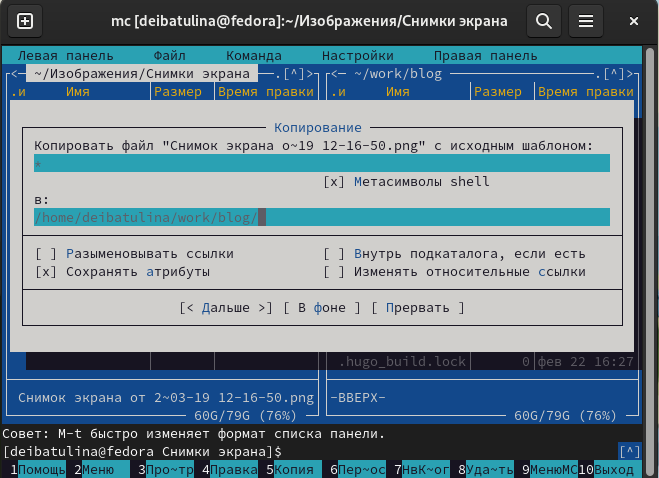 mc [deibatulina@fedora]:~/Изображения/Снимки экрана
Левая панель Файл Команда Настройки Правая панель
<─ ~/Изображения/Снимки экрана ─.[^]> <─ ~/work/blog ─.[^]>
.и Имя Размер Время правки .и Имя Размер Время правки
Копирование
Копировать файл "Снимок экрана о~19 12-16-50.png" с исходным шаблоном:
*
[x] Метасимволы shell
в:
/home/deibatulina/work/blog/
[ ] Разыменовывать ссылки [ ] Внутрь подкаталога, если есть
[x] Сохранять атрибуты [ ] Изменять относительные ссылки
[< Дальше >] [ В фоне ] [ Прервать ]
.hugo_build.lock 0 фев 22 16:27
Снимок экрана от 2~03-19 12-16-50.png -ВВЕРХ-
60G/79G (76%) 60G/79G (76%)
Совет: M-t быстро изменяет формат списка панели.
[deibatulina@fedora Снимки экрана]$ [^]
1Помощь 2Меню 3Про~тр 4Правка 5Копия 6Пер~ос 7НвК~ог 8Уда~ть 9МенюMC 10Выход